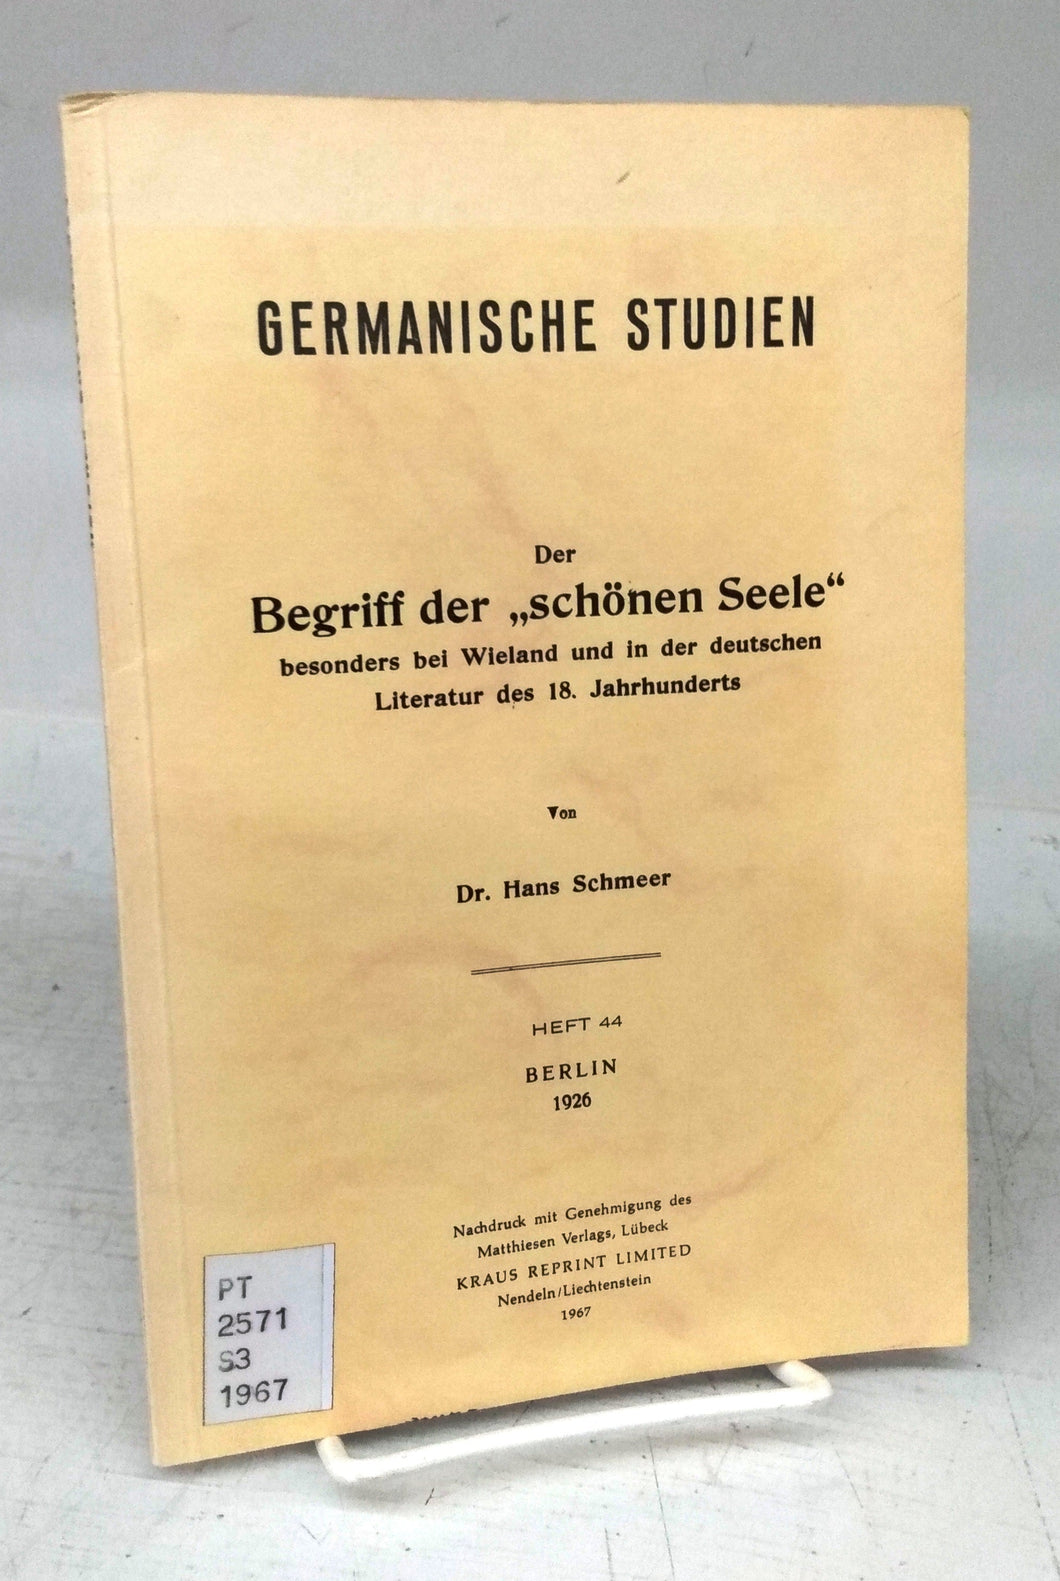 GERMANISCHE STUDIEN
Der
Begriff der „schönen Seele“
besonders bei Wieland und in der deutschen
Literatur des 18. Jahrhunderts
Von
Dr. Hans Schmeer
HEFT 44
BERLIN
1926
Nachdruck mit Genehmigung des
Matthiesen Verlags, Lübeck
KRAUS REPRINT LIMITED
Nendeln/Liechtenstein
1967
PT
2571
S3
1967